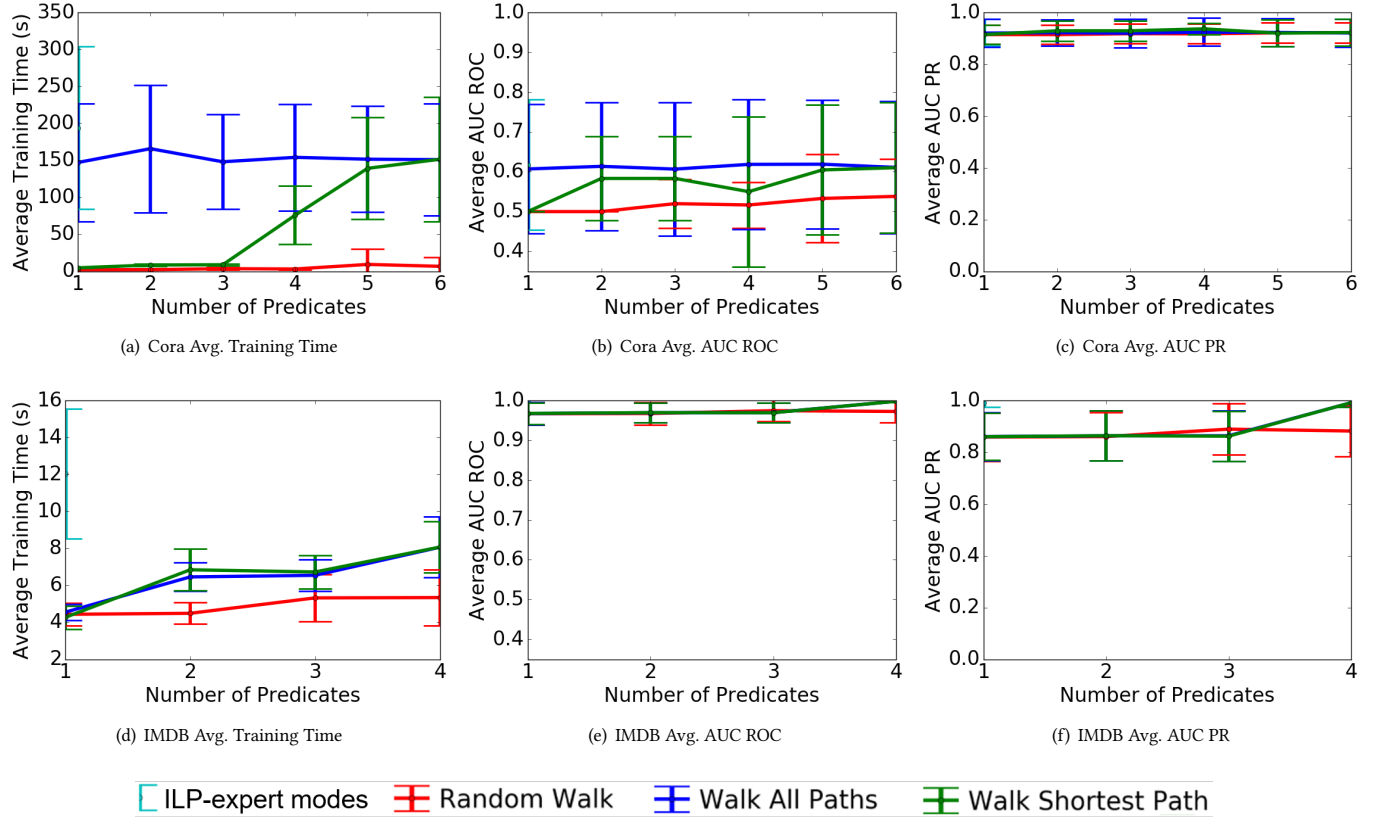 350
300
250
200
150
100
50
0
Average Training Time (s)
1 2 3 4 5 6
Number of Predicates
(a) Cora Avg. Training Time
1.0
0.9
0.8
0.7
0.6
0.5
0.4
Average AUC ROC
1 2 3 4 5 6
Number of Predicates
(b) Cora Avg. AUC ROC
1.0
0.8
0.6
0.4
0.2
0.0
Average AUC PR
1 2 3 4 5 6
Number of Predicates
(c) Cora Avg. AUC PR
16
14
12
10
8
6
4
2
Average Training Time (s)
1 2 3 4
Number of Predicates
(d) IMDB Avg. Training Time
1.0
0.9
0.8
0.7
0.6
0.5
0.4
Average AUC ROC
1 2 3 4
Number of Predicates
(e) IMDB Avg. AUC ROC
1.0
0.8
0.6
0.4
0.2
0.0
Average AUC PR
1 2 3 4
Number of Predicates
(f) IMDB Avg. AUC PR
ILP-expert modes Random Walk Walk All Paths Walk Shortest Path